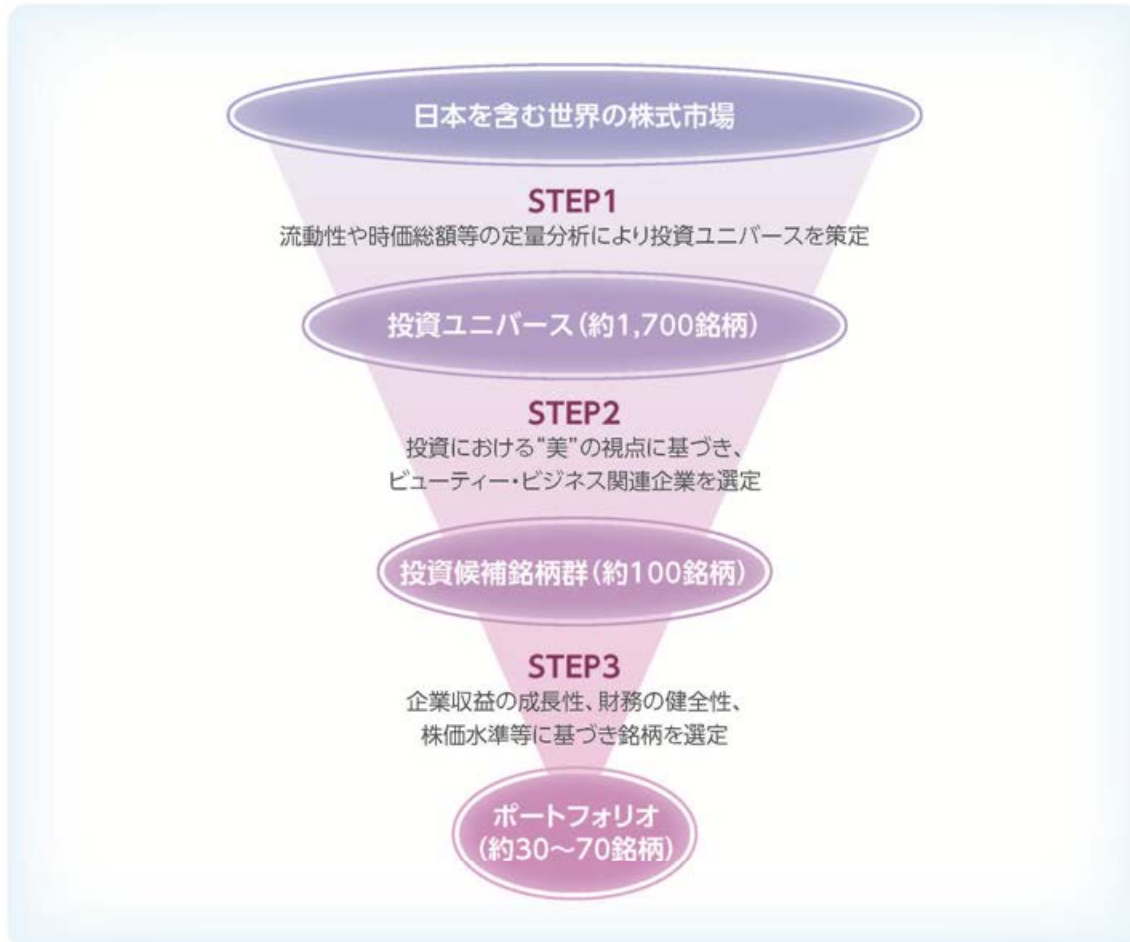 日本を含む世界の株式市場
STEP1
流動性や時価総額等の定量分析により投資ユニバースを策定
投資ユニバース(約1,700銘柄)
STEP2
投資における“美”の視点に基づき、
ビューティー・ビジネス関連企業を選定
投資候補銘柄群(約100銘柄)
STEP3
企業収益の成長性、財務の健全性、
株価水準等に基づき銘柄を選定
ポートフォリオ
(約30～70銘柄)